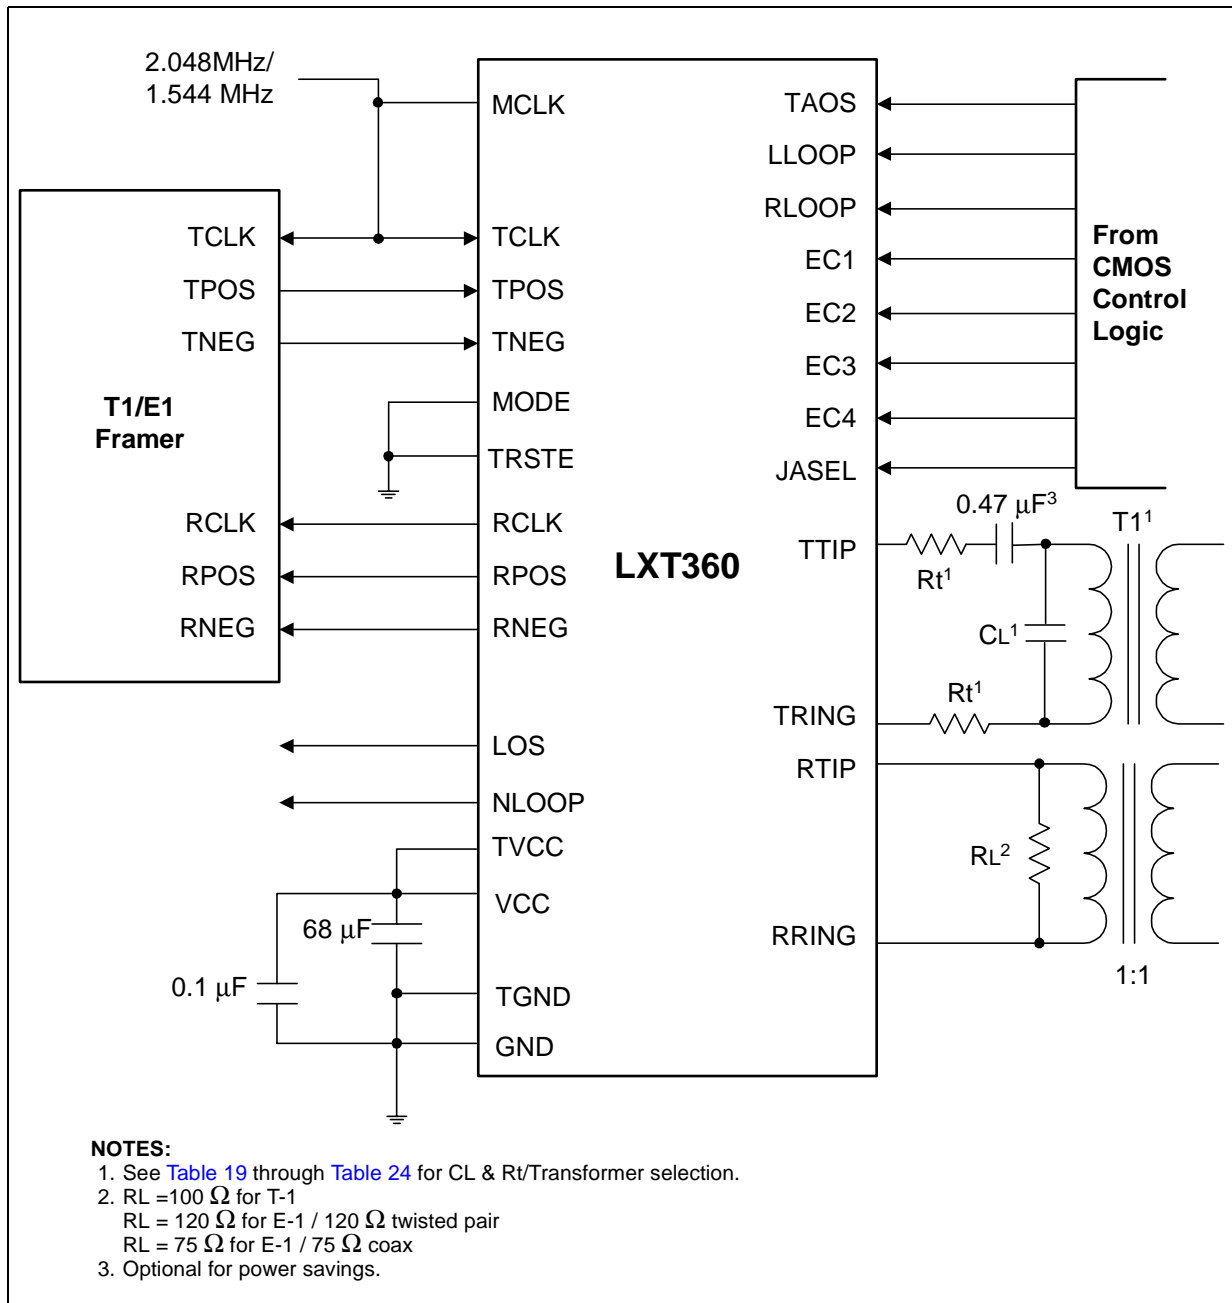 2.048MHz/
1.544 MHz
MCLK
TCLK
TPOS
TNEG
T1/E1
Framer
RCLK
RPOS
RNEG
TCLK
TPOS
TNEG
MODE
TRSTE
RCLK
RPOS
RNEG
LOS
NLOOP
TVCC
VCC
TGND
GND
68 μF
0.1 μF
LXT360
TAOS
LLOOP
RLOOP
EC1
EC2
EC3
EC4
JASEL
TTIP
TRING
RTIP
RRING
From
CMOS
Control
Logic
0.47 μF³
T1¹
Rt¹
CL¹
Rt¹
RL²
1:1
NOTES:
1. See Table 19 through Table 24 for CL & Rt/Transformer selection.
2. RL =100 Ω for T-1
RL = 120 Ω for E-1 / 120 Ω twisted pair
RL = 75 Ω for E-1 / 75 Ω coax
3. Optional for power savings.